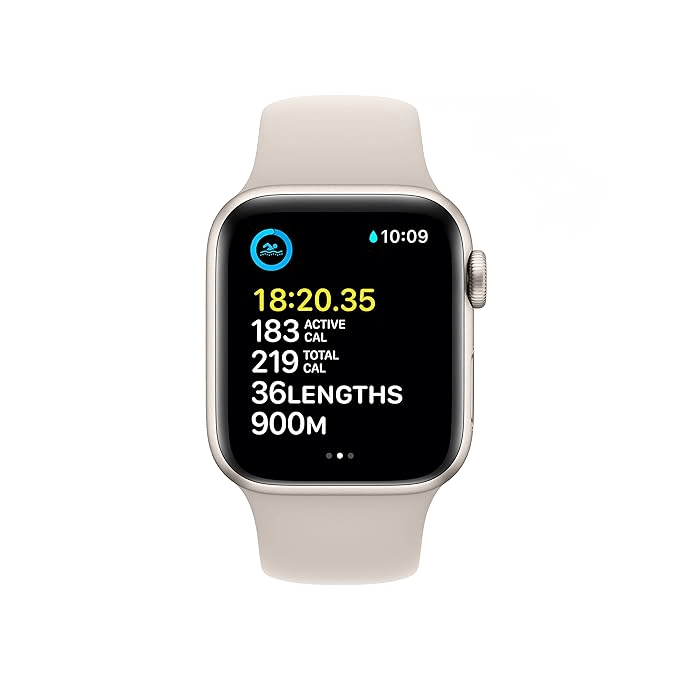 10:09
18:20.35
183 ACTIVE CAL
219 TOTAL CAL
36LENGTHS
900M